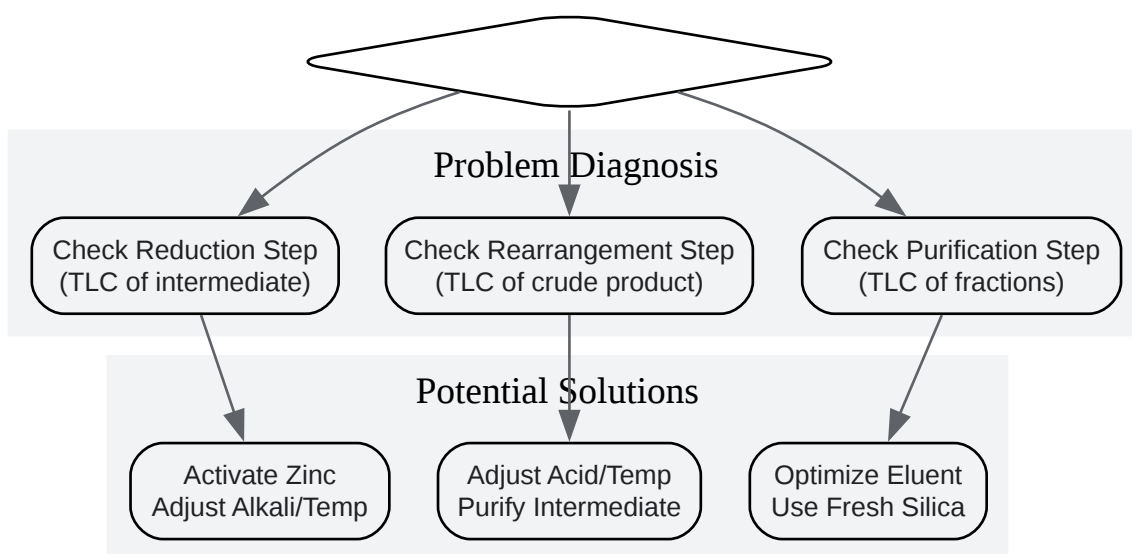 Problem Diagnosis
Check Reduction Step
(TLC of intermediate)
Check Rearrangement Step
(TLC of crude product)
Check Purification Step
(TLC of fractions)
Potential Solutions
Activate Zinc
Adjust Alkali/Temp
Adjust Acid/Temp
Purify Intermediate
Optimize Eluent
Use Fresh Silica